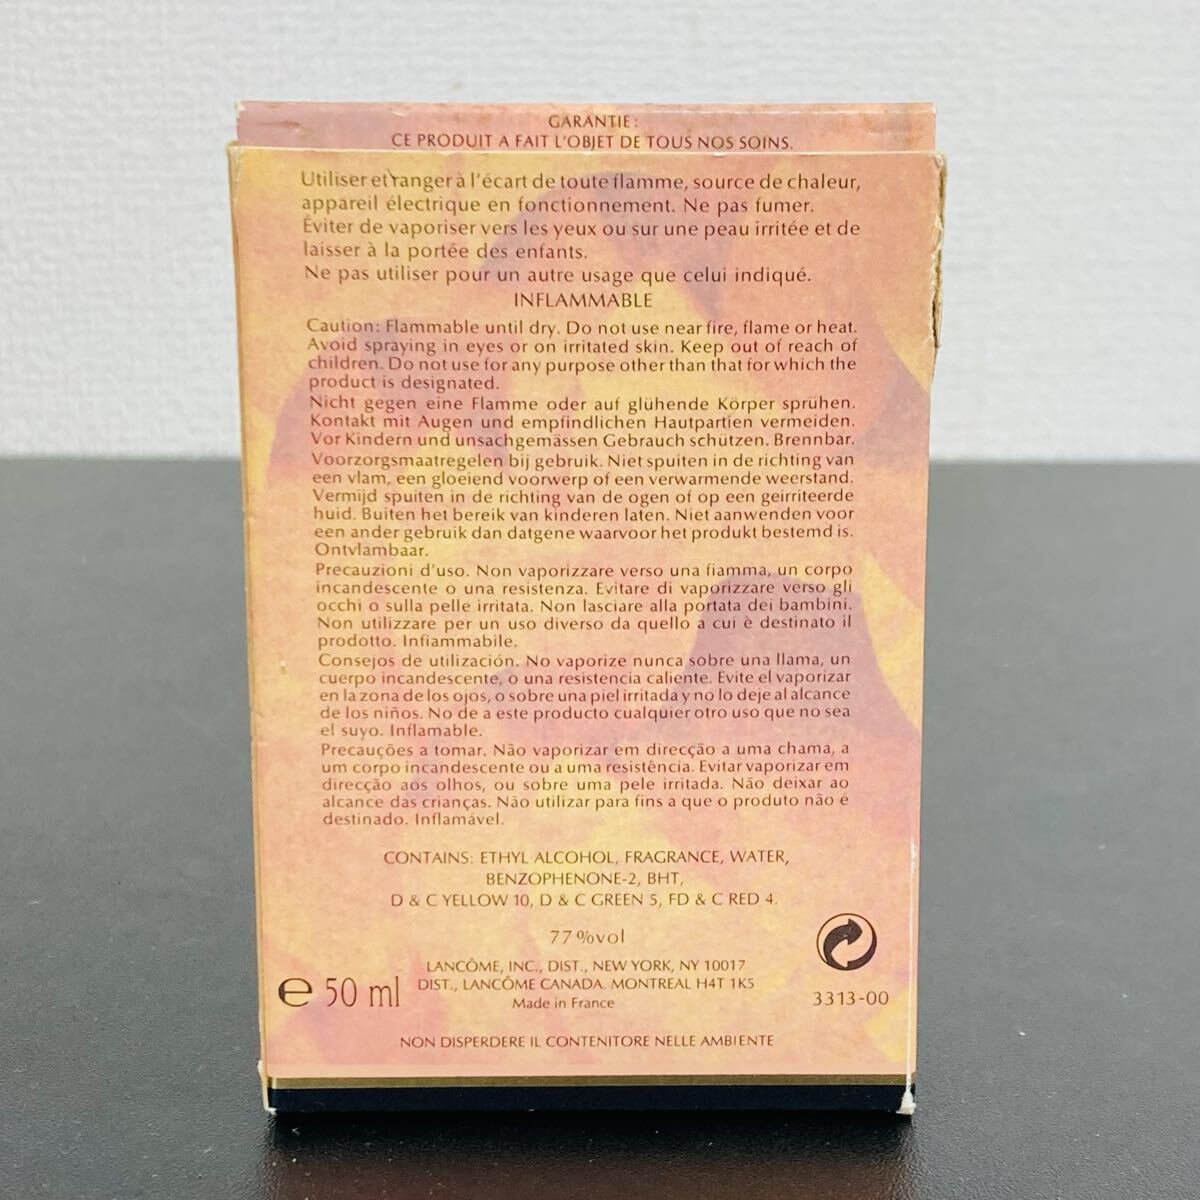 GARANTIE :
CE PRODUIT A FAIT L'OBJET DE TOUS NOS SOINS.
Utiliser et ranger à l'écart de toute flamme, source de chaleur,
appareil électrique en fonctionnement. Ne pas fumer.
Éviter de vaporiser vers les yeux ou sur une peau irritée et de
laisser à la portée des enfants.
Ne pas utiliser pour un autre usage que celui indiqué.
INFLAMMABLE
Caution: Flammable until dry. Do not use near fire, flame or heat.
Avoid spraying in eyes or on irritated skin. Keep out of reach of
children. Do not use for any purpose other than that for which the
product is designated.
Nicht gegen eine Flamme oder auf glühende Körper sprühen.
Kontakt mit Augen und empfindlichen Hautpartien vermeiden.
Vor Kindern und unsachgemässen Gebrauch schützen. Brennbar.
Voorzorgsmaatregelen bij gebruik. Niet spuiten in de richting van
een vlam, een gloeiend voorwerp of een verwarmende weerstand.
Vermijd spuiten in de richting van de ogen of op een geirriteerde
huid. Buiten het bereik van kinderen laten. Niet aanwenden voor
een ander gebruik dan datgene waarvoor het produkt bestemd is.
Ontvlambaar.
Precauzioni d'uso. Non vaporizzare verso una fiamma, un corpo
incandescente o una resistenza. Evitare di vaporizzare verso gli
occhi o sulla pelle irritata. Non lasciare alla portata dei bambini.
Non utilizzare per un uso diverso da quello a cui è destinato il
prodotto. Infiammabile.
Consejos de utilización. No vaporize nunca sobre una llama, un
cuerpo incandescente, o una resistencia caliente. Evite el vaporizar
en la zona de los ojos, o sobre una piel irritada y no lo deje al alcance
de los niños. No de a este producto cualquier otro uso que no sea
el suyo. Inflamable.
Precauções a tomar. Não vaporizar em direcção a uma chama, a
um corpo incandescente ou a uma resistência. Evitar vaporizar em
direcção aos olhos, ou sobre uma pele irritada. Não deixar ao
alcance das crianças. Não utilizar para fins a que o produto não é
destinado. Inflamável.
CONTAINS: ETHYL ALCOHOL, FRAGRANCE, WATER,
BENZOPHENONE-2, BHT,
D & C YELLOW 10, D & C GREEN 5, FD & C RED 4.
77%vol
LANCÔME, INC., DIST., NEW YORK, NY 10017
℮ 50 ml DIST., LANCÔME CANADA. MONTREAL H4T 1K5
Made in France
3313-00
NON DISPERDERE IL CONTENITORE NELLE AMBIENTE